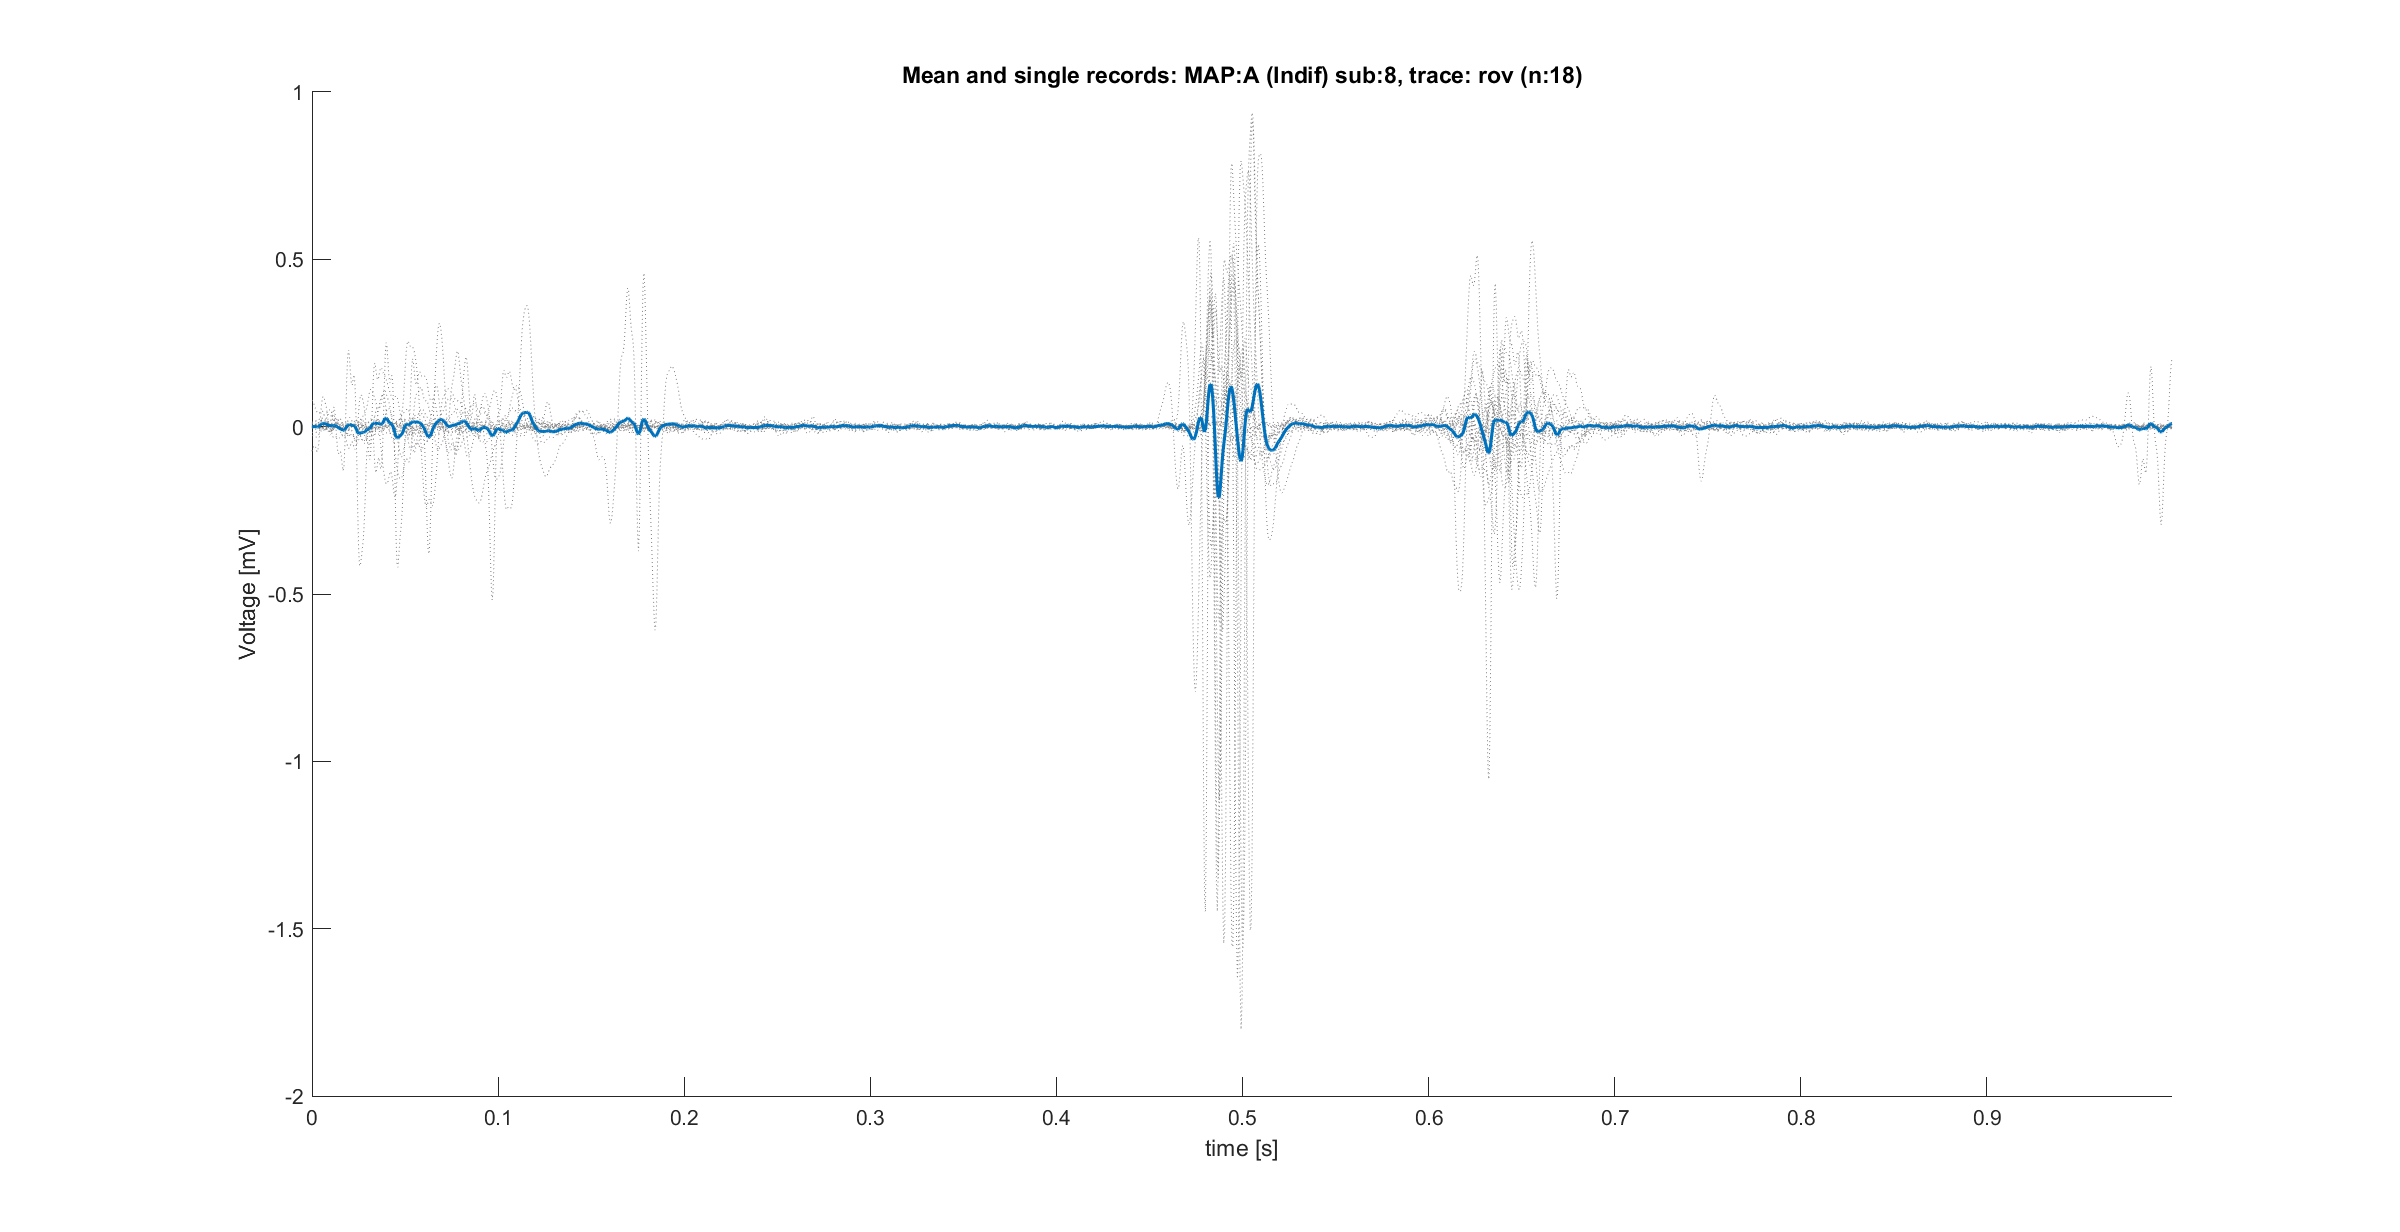 Mean and single records: MAP:A (Indif) sub:8, trace: rov (n:18)
1
0.5
0
-0.5
-1
-1.5
-2
Voltage [mV]
0 0.1 0.2 0.3 0.4 0.5 0.6 0.7 0.8 0.9
time [s]